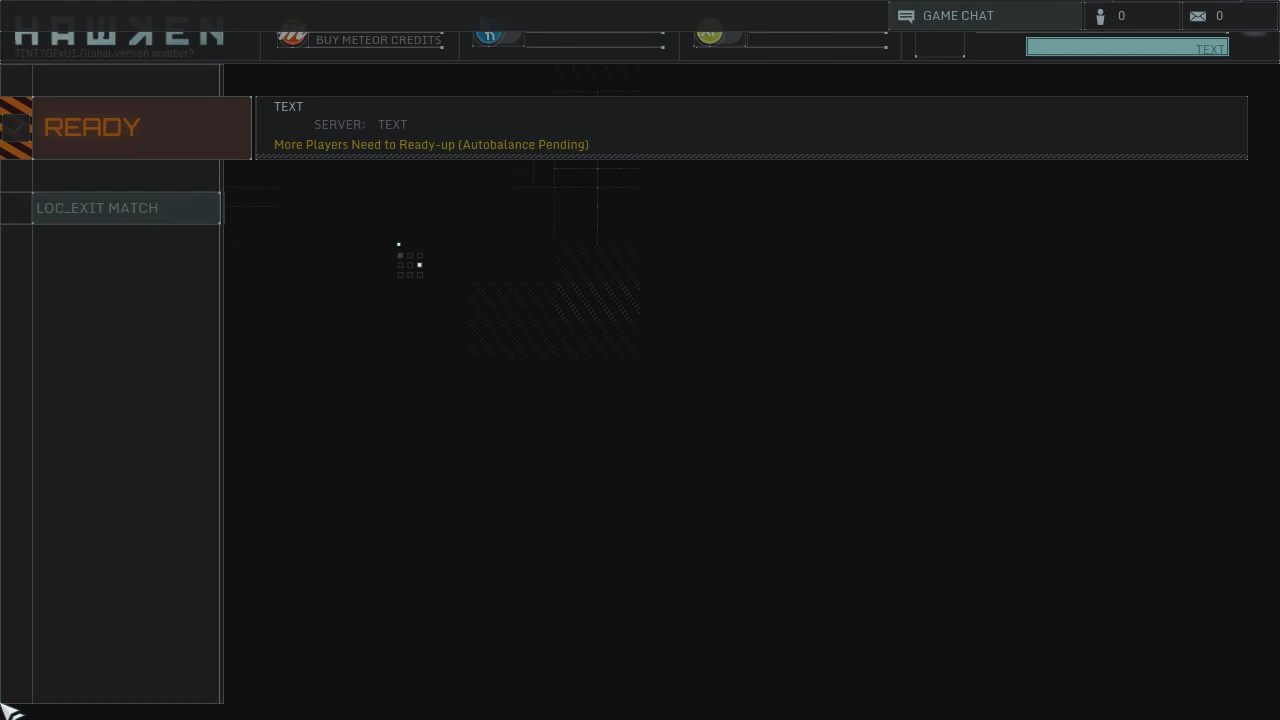 HAWKEN
?INT?GFxUI.Global.version number?
BUY METEOR CREDITS
XP
GAME CHAT
0
0
TEXT
READY
TEXT
SERVER: TEXT
More Players Need to Ready-up (Autobalance Pending)
LOC_EXIT MATCH